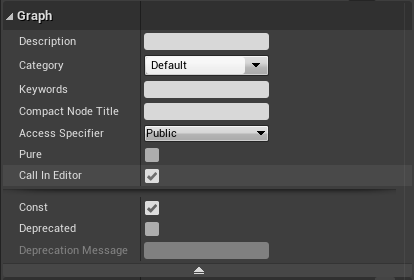 Graph
Description
Category Default
Keywords
Compact Node Title
Access Specifier Public
Pure
Call In Editor
Const
Deprecated
Deprecation Message